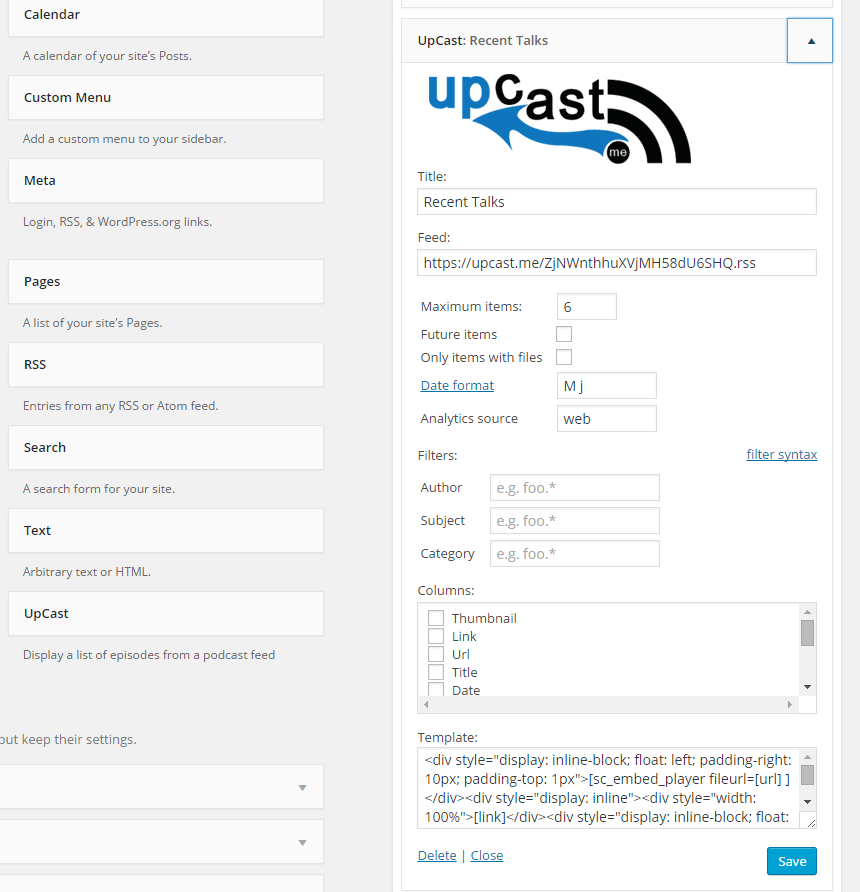 Calendar
A calendar of your site's Posts.
Custom Menu
Add a custom menu to your sidebar.
Meta
Login, RSS, & WordPress.org links.
Pages
A list of your site's Pages.
RSS
Entries from any RSS or Atom feed.
Search
A search form for your site.
Text
Arbitrary text or HTML.
UpCast
Display a list of episodes from a podcast feed
but keep their settings.
UpCast: Recent Talks
upcast
me
Title:
Recent Talks
Feed:
https://upcast.me/ZjNWnthhuXVjMH58dU6SHQ.rss
Maximum items: 6
Future items
Only items with files
Date format M j
Analytics source web
Filters: filter syntax
Author e.g. foo.*
Subject e.g. foo.*
Category e.g. foo.*
Columns:
Thumbnail
Link
Url
Title
Date
Template:
<div style="display: inline-block; float: left; padding-right:
10px; padding-top: 1px">[sc_embed_player fileurl=[url] ]
</div><div style="display: inline"><div style="width:
100%">[link]</div><div style="display: inline-block; float:
Delete | Close
Save